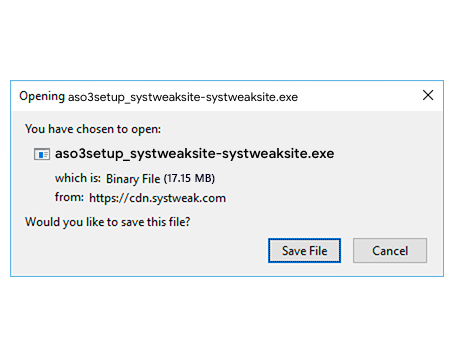 Opening aso3setup_systweaksite-systweaksite.exe
You have chosen to open:
aso3setup_systweaksite-systweaksite.exe
which is: Binary File (17.15 MB)
from: https://cdn.systweak.com
Would you like to save this file?
Save File Cancel